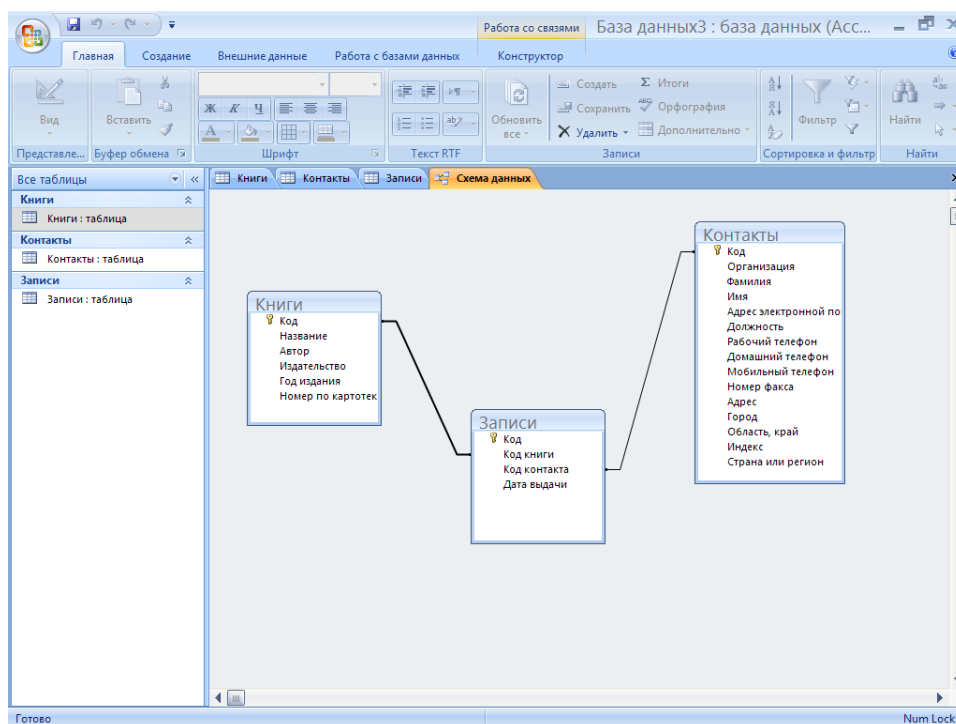 Работа со связями
База данных3 : база данных (Acc...
Главная
Создание
Внешние данные
Работа с базами данных
Конструктор
Вид
Вставить
Ж К Ч
Обновить все
Создать
Сохранить
Удалить
Σ Итоги
Орфография
Дополнительно
Фильтр
Найти
Представле...
Буфер обмена
Шрифт
Текст RTF
Записи
Сортировка и фильтр
Найти
Все таблицы
Книги
Контакты
Записи
Схема данных
Книги
Книги : таблица
Контакты
Контакты : таблица
Записи
Записи : таблица
Книги
Код
Название
Автор
Издательство
Год издания
Номер по картотек
Записи
Код
Код книги
Код контакта
Дата выдачи
Контакты
Код
Организация
Фамилия
Имя
Адрес электронной по
Должность
Рабочий телефон
Домашний телефон
Мобильный телефон
Номер факса
Адрес
Город
Область, край
Индекс
Страна или регион
Готово
Num Lock